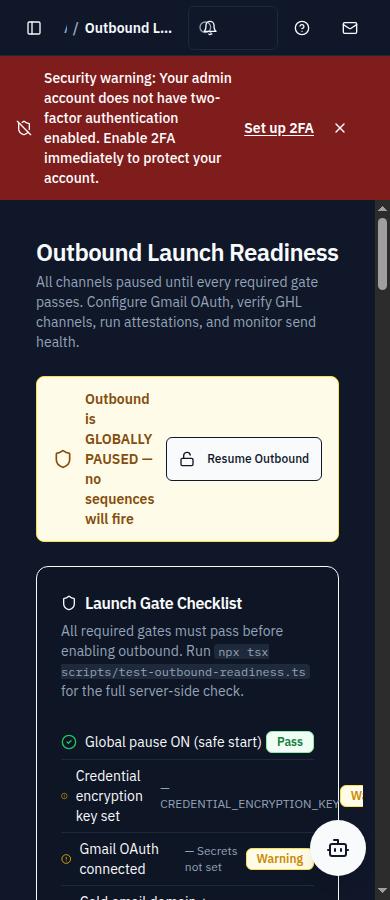 / Outbound L...
Security warning: Your admin
account does not have two-
factor authentication
enabled. Enable 2FA
immediately to protect your
account.
Set up 2FA
Outbound Launch Readiness
All channels paused until every required gate
passes. Configure Gmail OAuth, verify GHL
channels, run attestations, and monitor send
health.
Outbound
is
GLOBALLY
PAUSED —
no
sequences
will fire
Resume Outbound
Launch Gate Checklist
All required gates must pass before
enabling outbound. Run npx tsx
scripts/test-outbound-readiness.ts
for the full server-side check.
Global pause ON (safe start) Pass
Credential
encryption
key set
—
CREDENTIAL_ENCRYPTION_KEY
Gmail OAuth
connected
— Secrets
not set
Warning